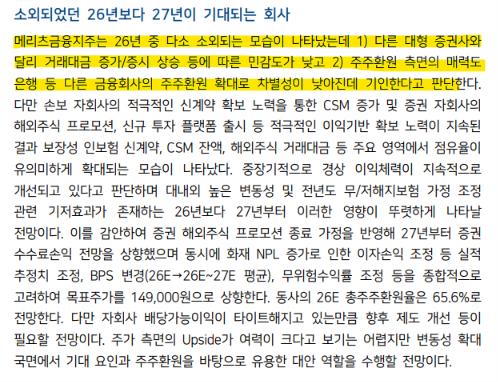 소외되었던 26년보다 27년이 기대되는 회사
메리츠금융지주는 26년 중 다소 소외되는 모습이 나타났는데 1) 다른 대형 증권사와
달리 거래대금 증가/증시 상승 등에 따른 민감도가 낮고 2) 주주환원 측면의 매력도
은행 등 다른 금융회사의 주주환원 확대로 차별성이 낮아진데 기인한다고 판단한다.
다만 손보 자회사의 적극적인 신계약 확보 노력을 통한 CSM 증가 및 증권 자회사의
해외주식 프로모션, 신규 투자 플랫폼 출시 등 적극적인 이익기반 확보 노력이 지속된
결과 보장성 인보험 신계약, CSM 잔액, 해외주식 거래대금 등 주요 영역에서 점유율이
유의미하게 확대되는 모습이 나타났다. 중장기적으로 경상 이익체력이 지속적으로
개선되고 있다고 판단하며 대내외 높은 변동성 및 전년도 무/저해지보험 가정 조정
관련 기저효과가 존재하는 26년보다 27년부터 이러한 영향이 뚜렷하게 나타날
전망이다. 이를 감안하여 증권 해외주식 프로모션 종료 가정을 반영해 27년부터 증권
수수료손익 전망을 상향했으며 동시에 화재 NPL 증가로 인한 이자손익 조정 등 실적
추정치 조정, BPS 변경(26E→26E~27E 평균), 무위험수익률 조정 등을 종합적으로
고려하여 목표주가를 149,000원으로 상향한다. 동사의 26E 총주주환원율은 65.6%로
전망한다. 다만 자회사 배당가능이익이 타이트해지고 있는만큼 향후 제도 개선 등이
필요할 전망이다. 주가 측면의 Upside가 여력이 크다고 보기는 어렵지만 변동성 확대
국면에서 기대 요인과 주주환원을 바탕으로 유용한 대안 역할을 수행할 전망이다.